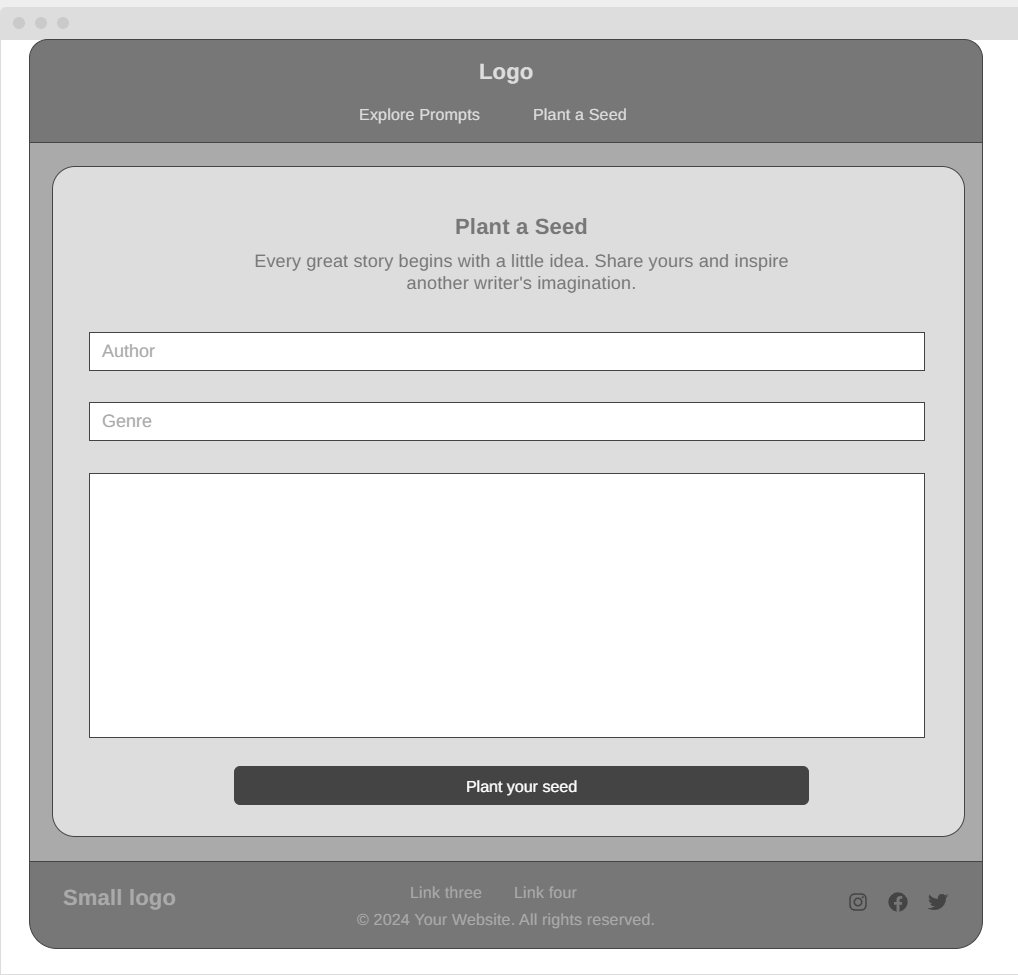 Logo
Explore Prompts Plant a Seed
Plant a Seed
Every great story begins with a little idea. Share yours and inspire
another writer's imagination.
Author
Genre
Plant your seed
Small logo
Link three Link four
© 2024 Your Website. All rights reserved.